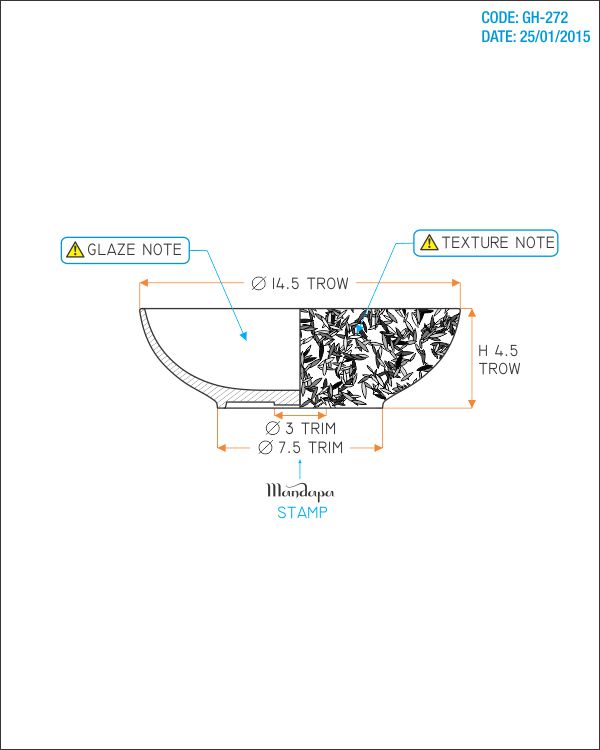 CODE: GH-272
DATE: 25/01/2015
GLAZE NOTE
TEXTURE NOTE
∅ 14.5 TROW
H 4.5
TROW
∅ 3 TRIM
∅ 7.5 TRIM
Mandapa
STAMP